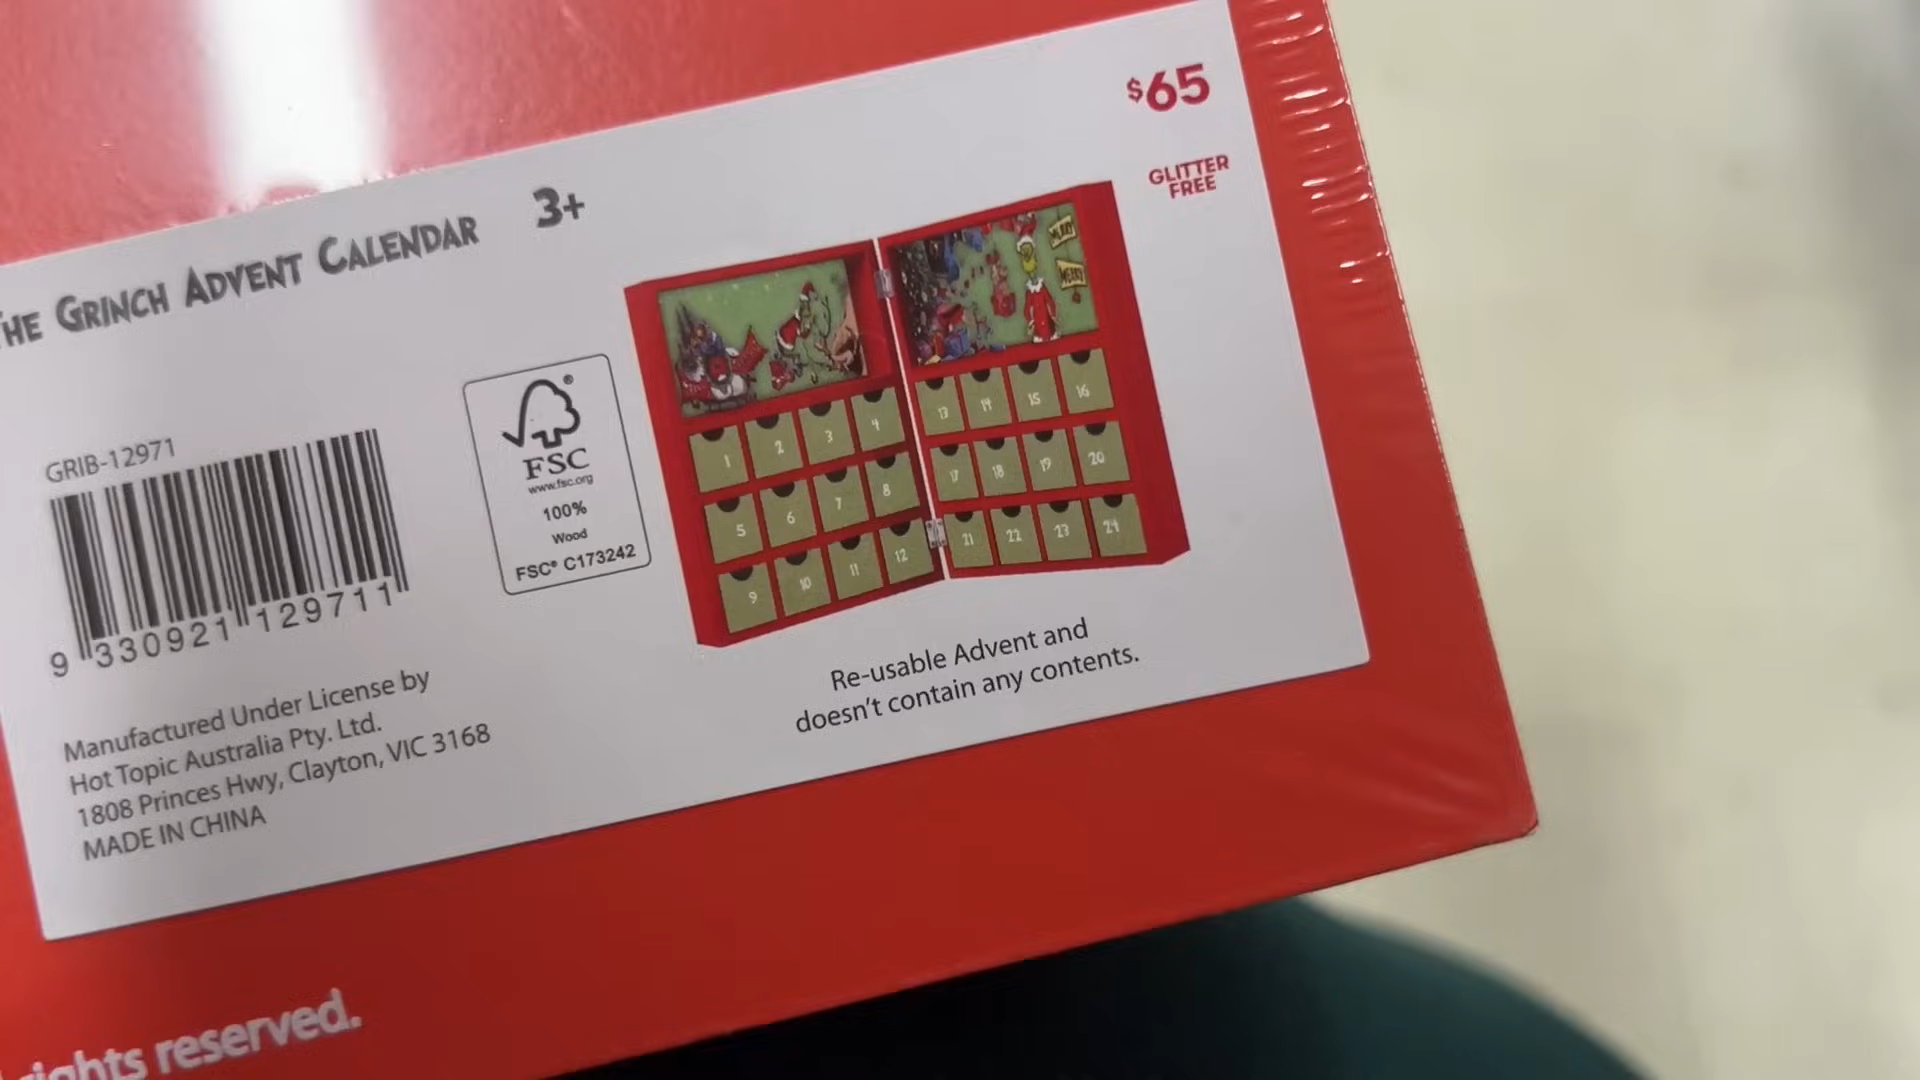 $65
GLITTER
FREE
THE GRINCH ADVENT CALENDAR 3+
GRIB-12971
9 330921 129711
FSC
www.fsc.org
100%
Wood
FSC® C173242
MERRY
1 2 3 4
5 6 7 8
9 10 11 12
13 14 15 16
17 18 19 20
21 22 23 24
Re-usable Advent and
doesn't contain any contents.
Manufactured Under License by
Hot Topic Australia Pty. Ltd.
1808 Princes Hwy, Clayton, VIC 3168
MADE IN CHINA
rights reserved.